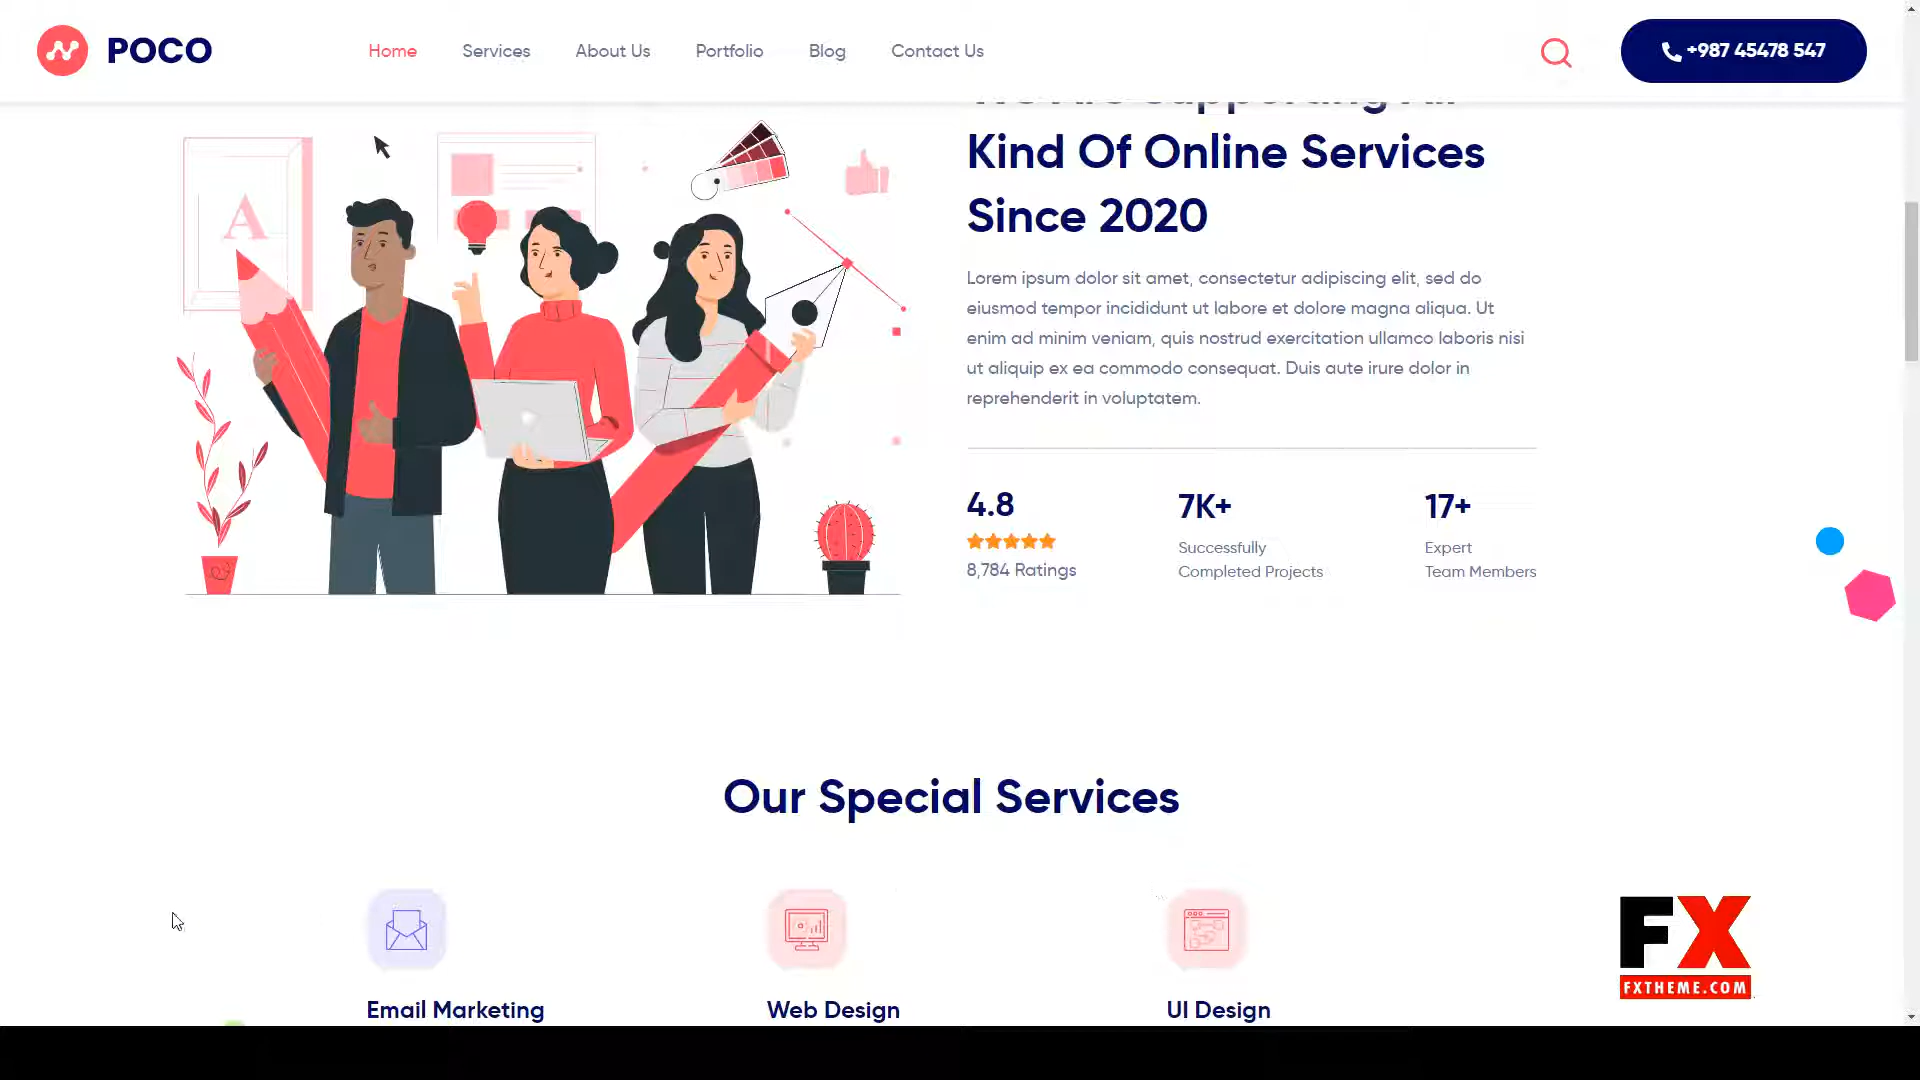 POCO
Home
Services
About Us
Portfolio
Blog
Contact Us
+987 45478 547
Kind Of Online Services
Since 2020
Lorem ipsum dolor sit amet, consectetur adipiscing elit, sed do
eiusmod tempor incididunt ut labore et dolore magna aliqua. Ut
enim ad minim veniam, quis nostrud exercitation ullamco laboris nisi
ut aliquip ex ea commodo consequat. Duis aute irure dolor in
reprehenderit in voluptatem.
A
4.8
8,784 Ratings
7K+
Successfully
Completed Projects
17+
Expert
Team Members
Our Special Services
Email Marketing
Web Design
UI Design
FX
FXTHEME.COM